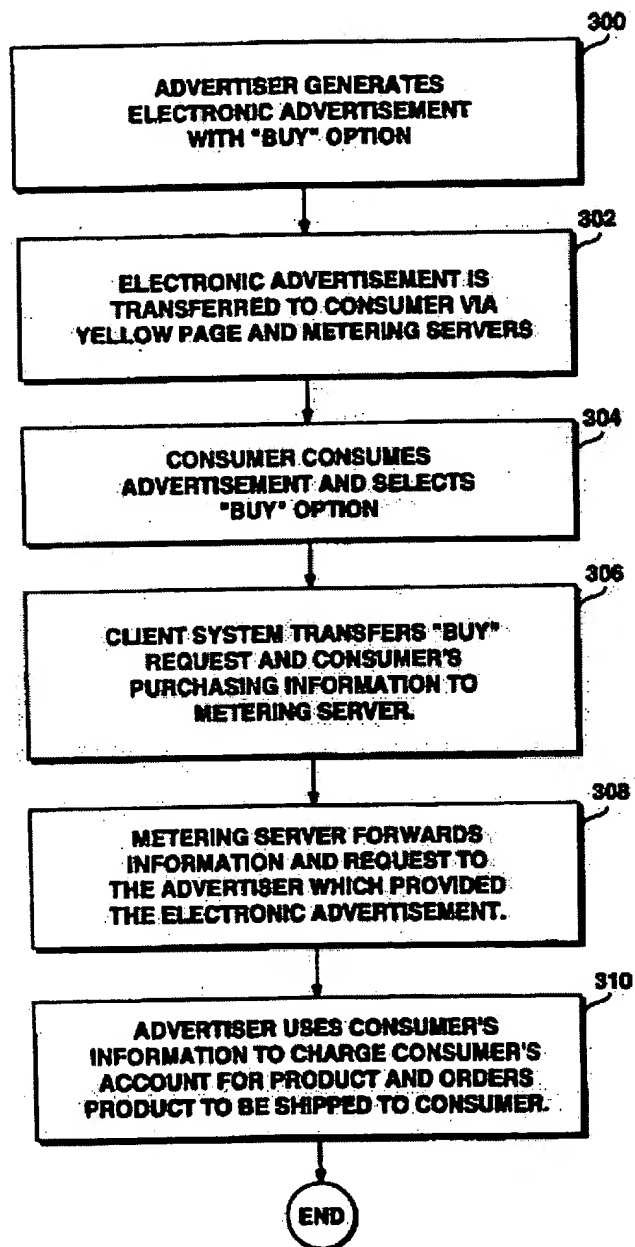 300
ADVERTISER GENERATES
ELECTRONIC ADVERTISEMENT
WITH "BUY" OPTION
302
ELECTRONIC ADVERTISEMENT IS
TRANSFERRED TO CONSUMER VIA
YELLOW PAGE AND METERING SERVERS
304
CONSUMER CONSUMES
ADVERTISEMENT AND SELECTS
"BUY" OPTION
306
CLIENT SYSTEM TRANSFERS "BUY"
REQUEST AND CONSUMER'S
PURCHASING INFORMATION TO
METERING SERVER.
308
METERING SERVER FORWARDS
INFORMATION AND REQUEST TO
THE ADVERTISER WHICH PROVIDED
THE ELECTRONIC ADVERTISEMENT.
310
ADVERTISER USES CONSUMER'S
INFORMATION TO CHARGE CONSUMER'S
ACCOUNT FOR PRODUCT AND ORDERS
PRODUCT TO BE SHIPPED TO CONSUMER.
END